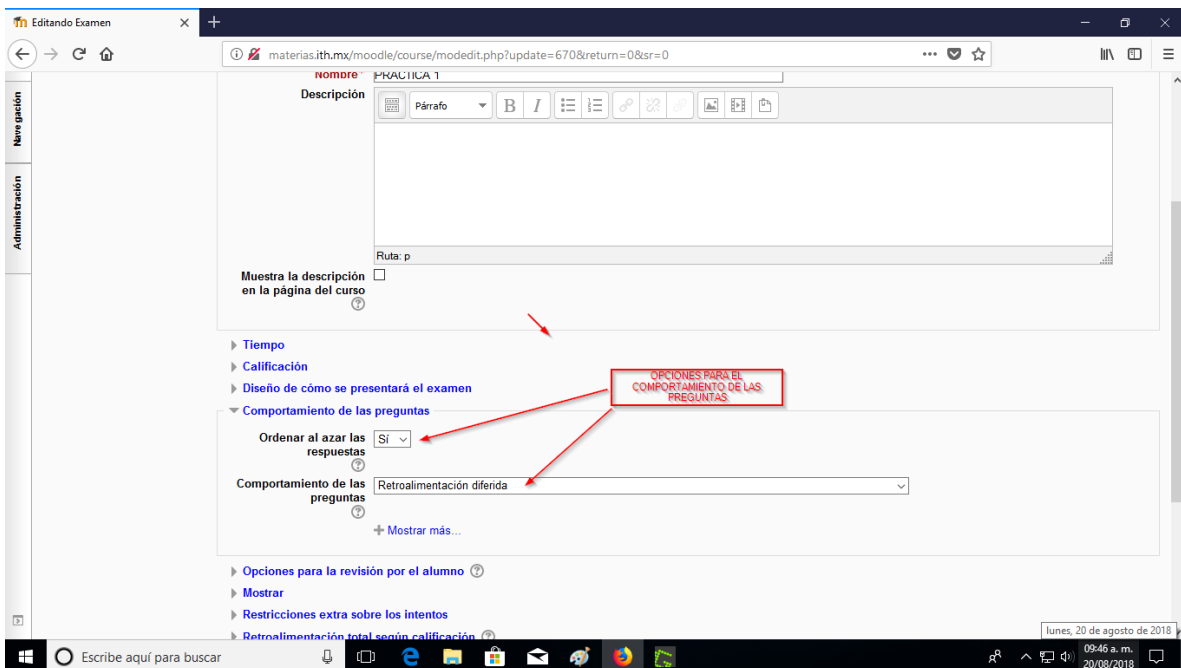 Editando Examen
materias.ith.mx/moodle/course/modedit.php?update=670&return=0&sr=0
Navegación
Administración
Nombre* PRACTICA 1
Descripción
Párrafo
B I
Ruta: p
Muestra la descripción
en la página del curso
Tiempo
Calificación
Diseño de cómo se presentará el examen
OPCIONES PARA EL
COMPORTAMIENTO DE LAS
PREGUNTAS
Comportamiento de las preguntas
Ordenar al azar las
respuestas
Sí
Comportamiento de las
preguntas
Retroalimentación diferida
Mostrar más...
Opciones para la revisión por el alumno
Mostrar
Restricciones extra sobre los intentos
Retroalimentación total según calificación
lunes, 20 de agosto de 2018
Escribe aquí para buscar
09:46 a. m.
20/08/2018